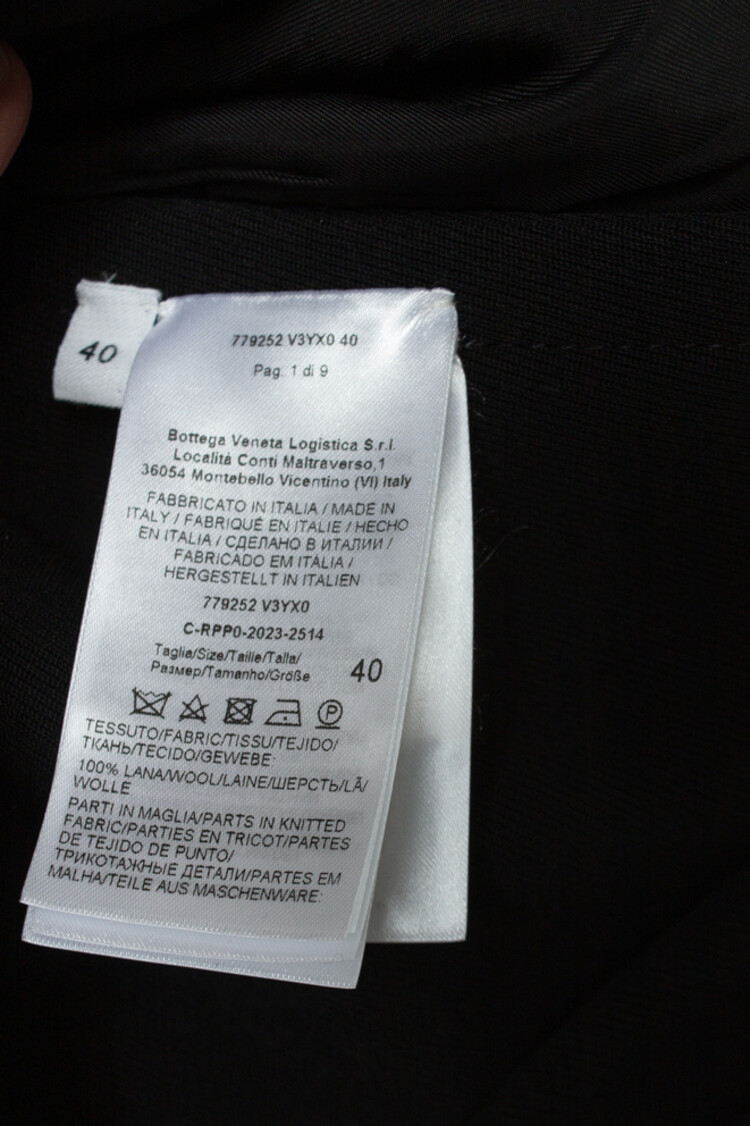 40
779252 V3YX0 40
Pag. 1 di 9
Bottega Veneta Logistica S.r.l.
Località Conti Maltraverso,1
36054 Montebello Vicentino (VI) Italy
FABBRICATO IN ITALIA / MADE IN
ITALY / FABRIQUÉ EN ITALIE / HECHO
EN ITALIA / СДЕЛАНО В ИТАЛИИ /
FABRICADO EM ITÁLIA /
HERGESTELLT IN ITALIEN
779252 V3YX0
C-RPP0-2023-2514
Taglia/Size/Taille/Talla/
Размер/Tamanho/Größe
40
P
TESSUTO/FABRIC/TISSU/TEJIDO/
ТКАНЬ/TECIDO/GEWEBE:
100% LANA/WOOL/LAINE/ШЕРСТЬ/LÃ/
WOLLE
PARTI IN MAGLIA/PARTS IN KNITTED
FABRIC/PARTIES EN TRICOT/PARTES
DE TEJIDO DE PUNTO/
ТРИКОТАЖНЫЕ ДЕТАЛИ/PARTES EM
MALHA/TEILE AUS MASCHENWARE: